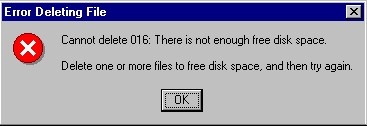 Error Deleting File
Cannot delete 016: There is not enough free disk space.
Delete one or more files to free disk space, and then try again.
OK